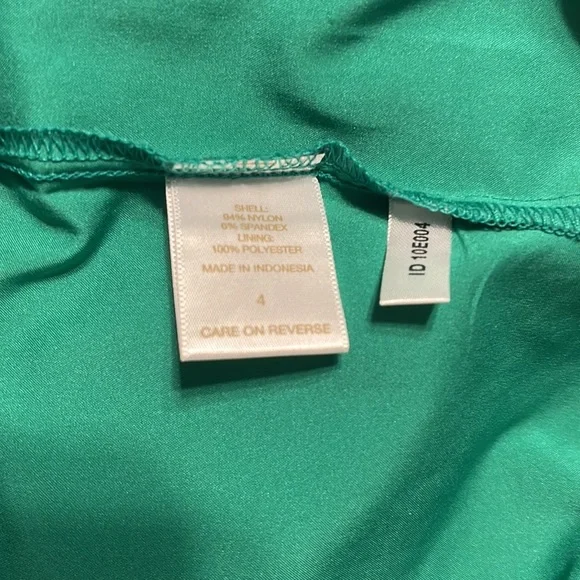 SHELL:
94% NYLON
6% SPANDEX
LINING:
100% POLYESTER
MADE IN INDONESIA
4
CARE ON REVERSE
ID 10E004